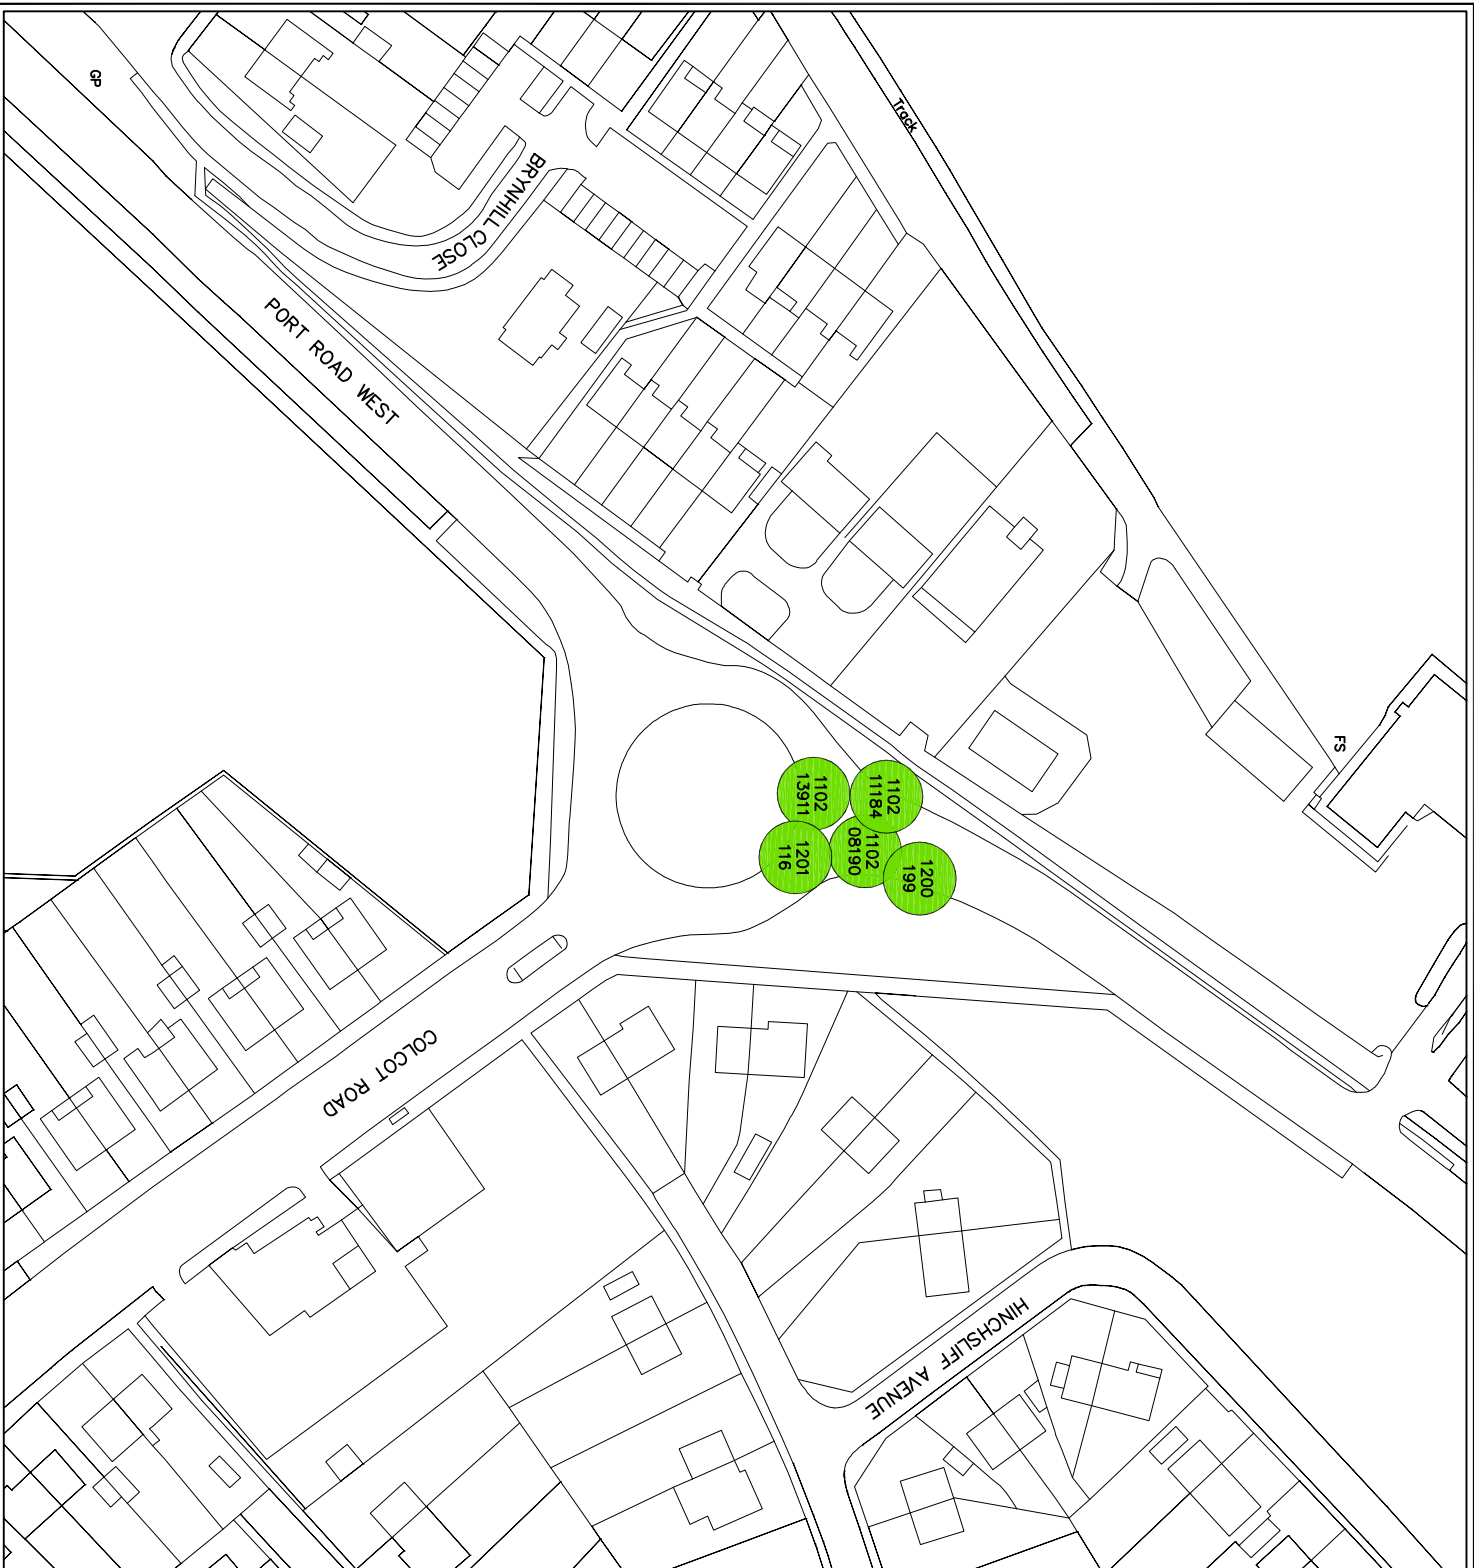 GP
Track
BRYNHILL CLOSE
PORT ROAD WEST
FS
1102
13911
1102
11184
1102
08190
1201
116
1200
199
COLCOT ROAD
HINCHSLIFF AVENUE